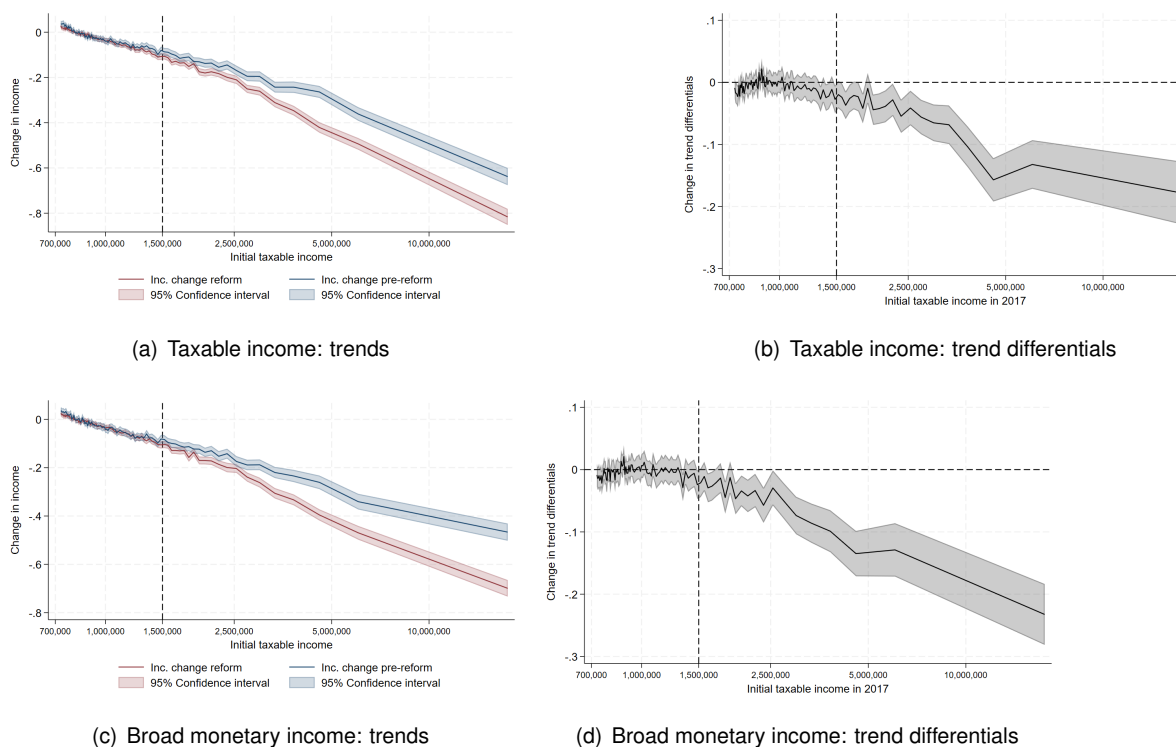 0
-.2
-.4
-.6
-.8
Change in income
700,000 1,000,000 1,500,000 2,500,000 5,000,000 10,000,000
Initial taxable income
Inc. change reform Inc. change pre-reform
95% Confidence interval 95% Confidence interval
(a) Taxable income: trends
.1
0
-.1
-.2
-.3
Change in trend differentials
700,000 1,000,000 1,500,000 2,500,000 5,000,000 10,000,000
Initial taxable income in 2017
(b) Taxable income: trend differentials
0
-.2
-.4
-.6
-.8
Change in income
700,000 1,000,000 1,500,000 2,500,000 5,000,000 10,000,000
Initial taxable income
Inc. change reform Inc. change pre-reform
95% Confidence interval 95% Confidence interval
(c) Broad monetary income: trends
.1
0
-.1
-.2
-.3
Change in trend differentials
700,000 1,000,000 1,500,000 2,500,000 5,000,000 10,000,000
Initial taxable income in 2017
(d) Broad monetary income: trend differentials